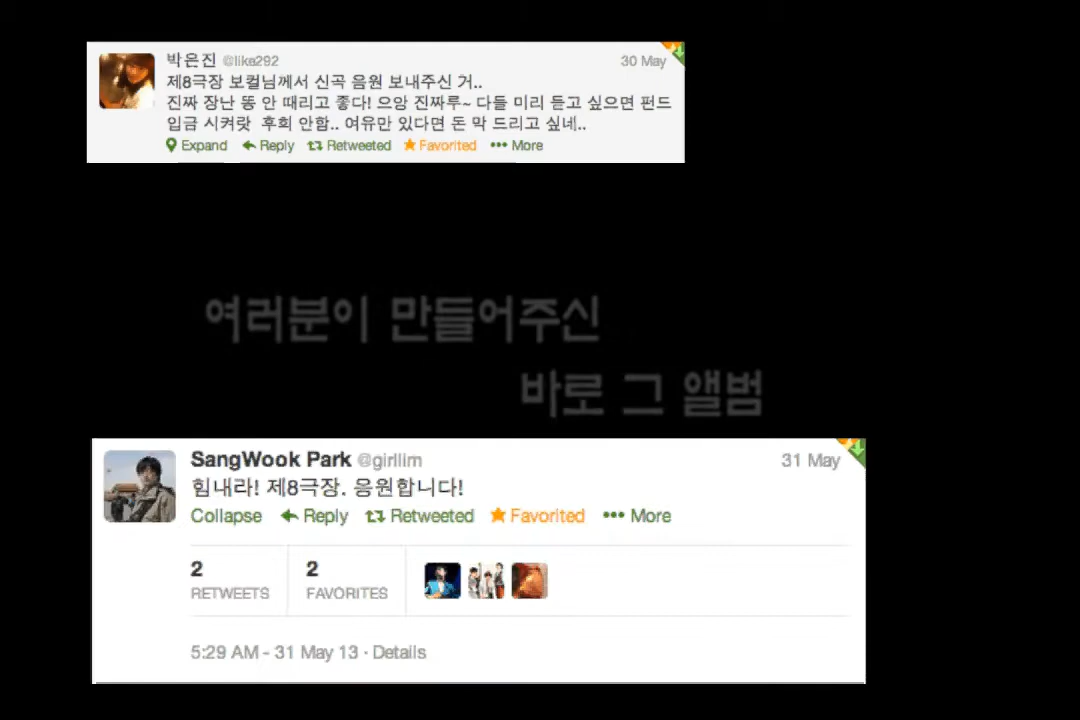 박은진 @lika292 30 May
제8극장 보컬님께서 신곡 음원 보내주신 거..
진짜 장난 똥 안 때리고 좋다! 으앙 진짜루~ 다들 미리 듣고 싶으면 펀드
입금 시켜랏 후회 안함.. 여유만 있다면 돈 막 드리고 싶네..
Expand Reply Retweeted Favorited More
여러분이 만들어주신
바로 그 앨범
SangWook Park @girllim 31 May
힘내라! 제8극장. 응원합니다!
Collapse Reply Retweeted Favorited More
2 2
RETWEETS FAVORITES
5:29 AM - 31 May 13 · Details